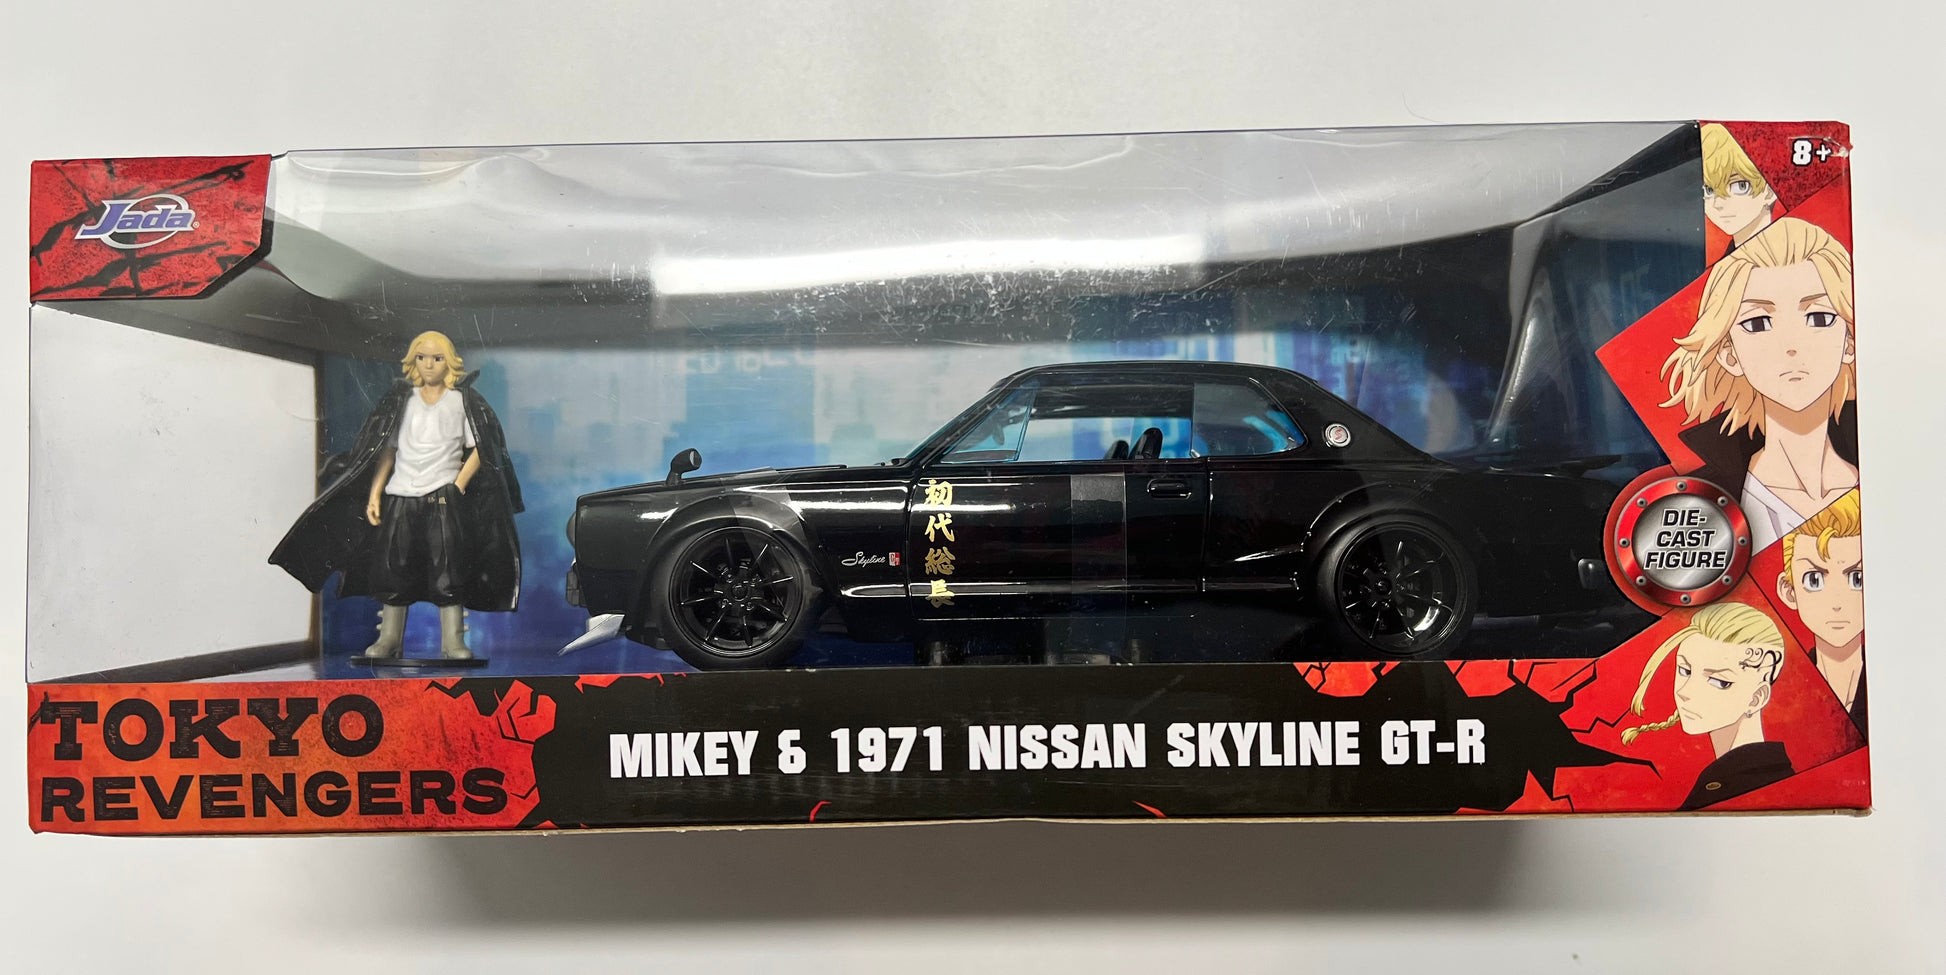 Jada
8+
初
代
総
長
Skyline
DIE-
CAST
FIGURE
TOKYO
REVENGERS
MIKEY & 1971 NISSAN SKYLINE GT-R